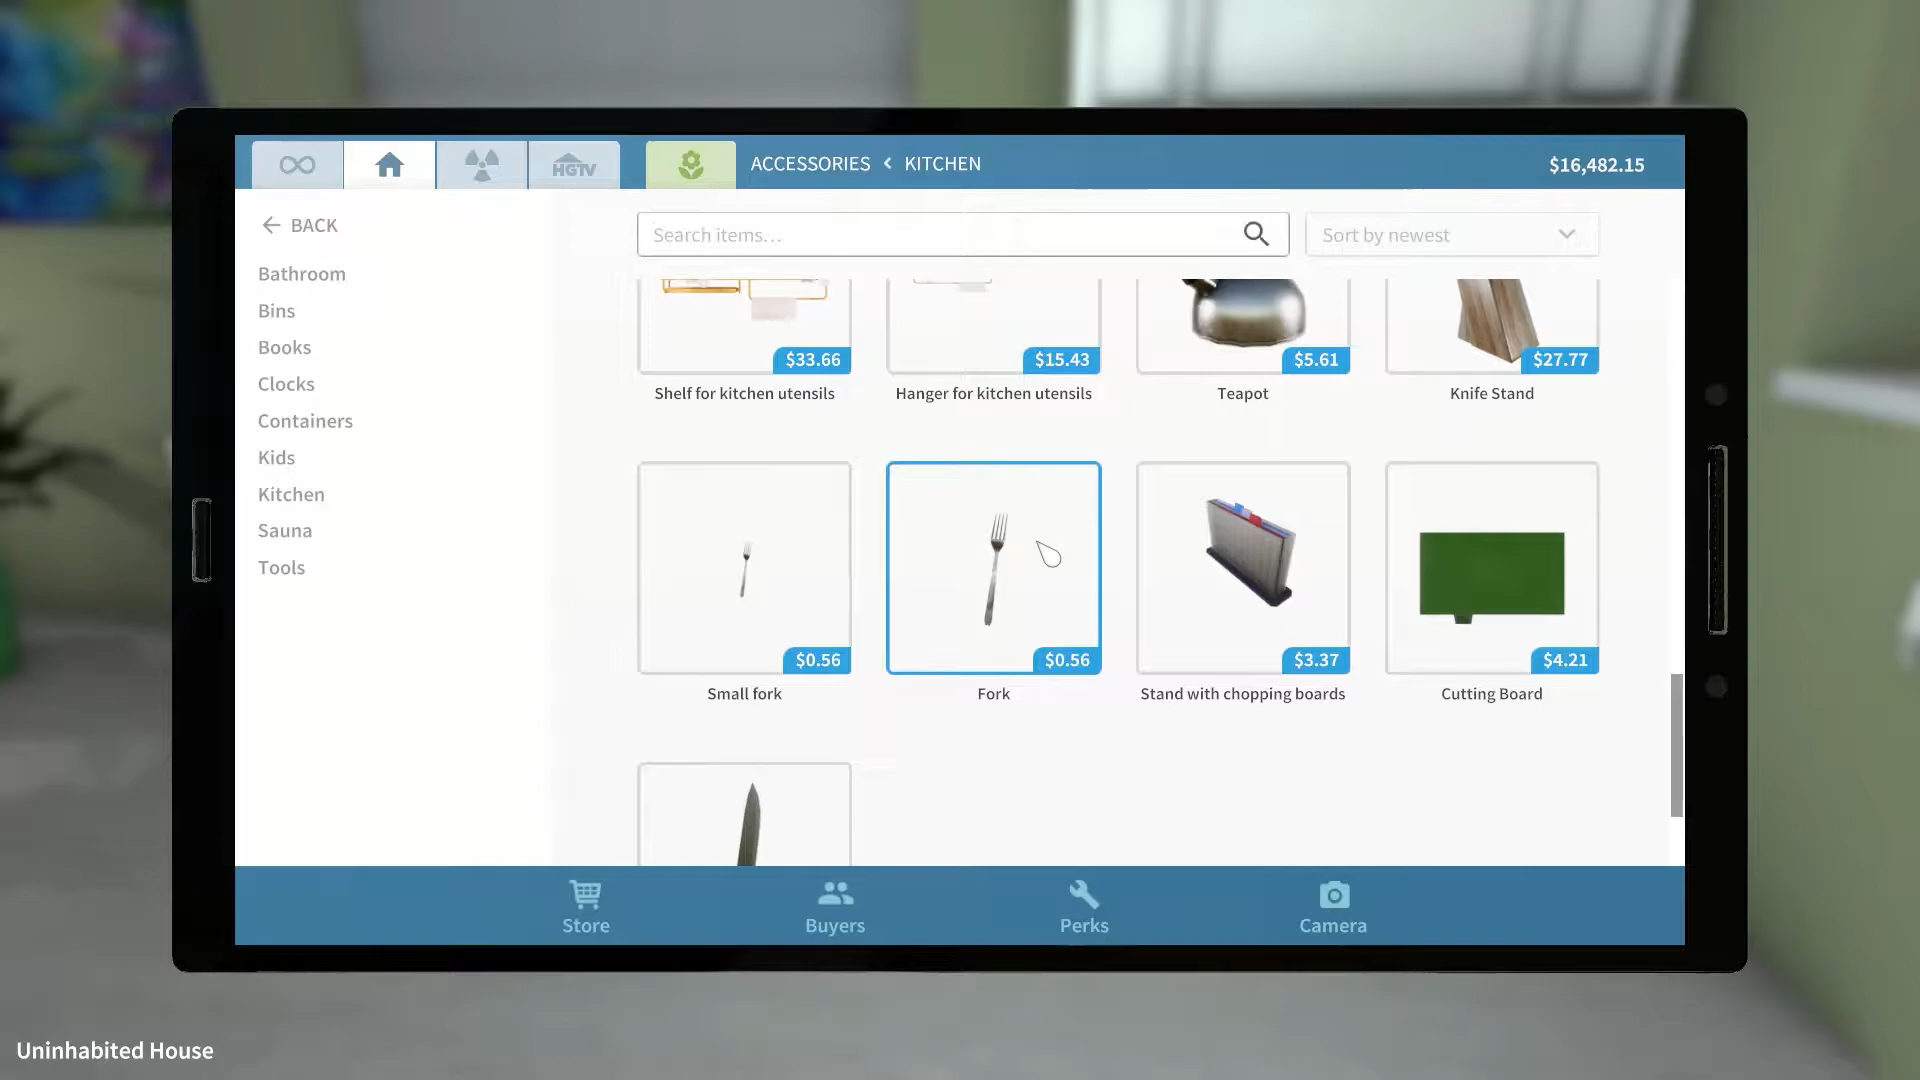 HGTV
ACCESSORIES < KITCHEN
$16,482.15
BACK
Search items...
Sort by newest
Bathroom
Bins
Books
Clocks
Containers
Kids
Kitchen
Sauna
Tools
$33.66
$15.43
$5.61
$27.77
Shelf for kitchen utensils
Hanger for kitchen utensils
Teapot
Knife Stand
$0.56
$0.56
$3.37
$4.21
Small fork
Fork
Stand with chopping boards
Cutting Board
Store
Buyers
Perks
Camera
Uninhabited House